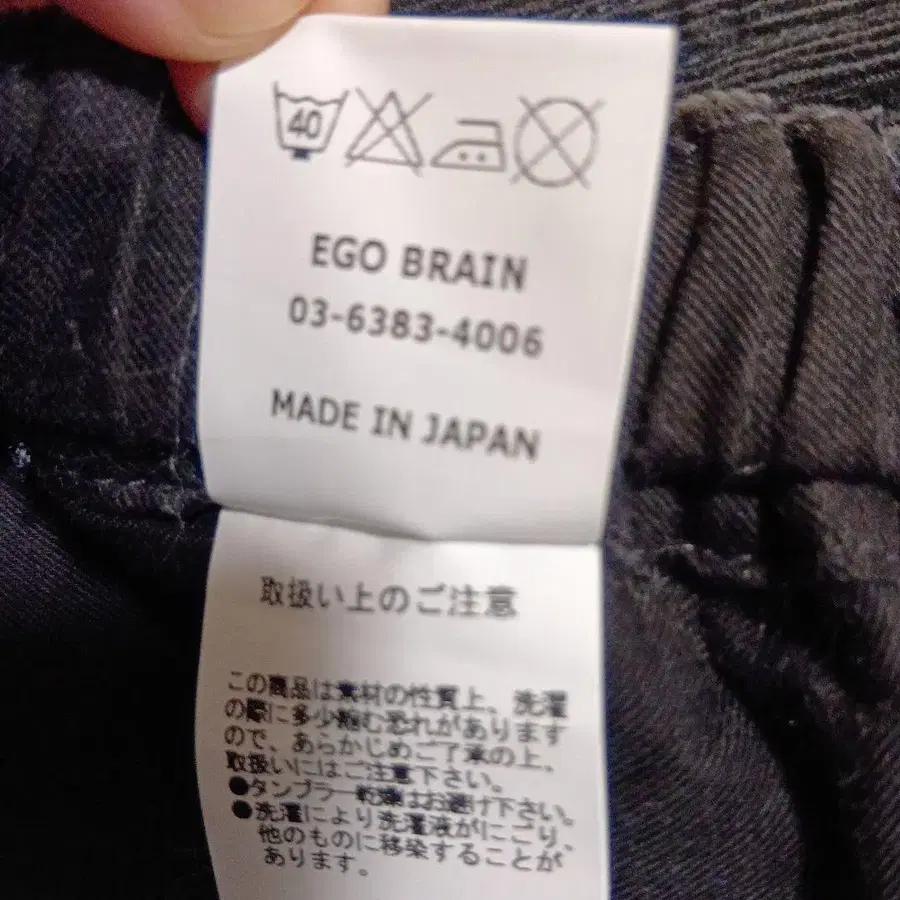 40
EGO BRAIN
03-6383-4006
MADE IN JAPAN
取扱い上のご注意
この商品は素材の性質上、洗濯
の際に多少縮む恐れがあります
ので、あらかじめご了承の上、
取扱いにはご注意下さい。
●タンブラー乾燥はお避け下さい。
●洗濯により洗濯液がにごり、
他のものに移染することが
あります。